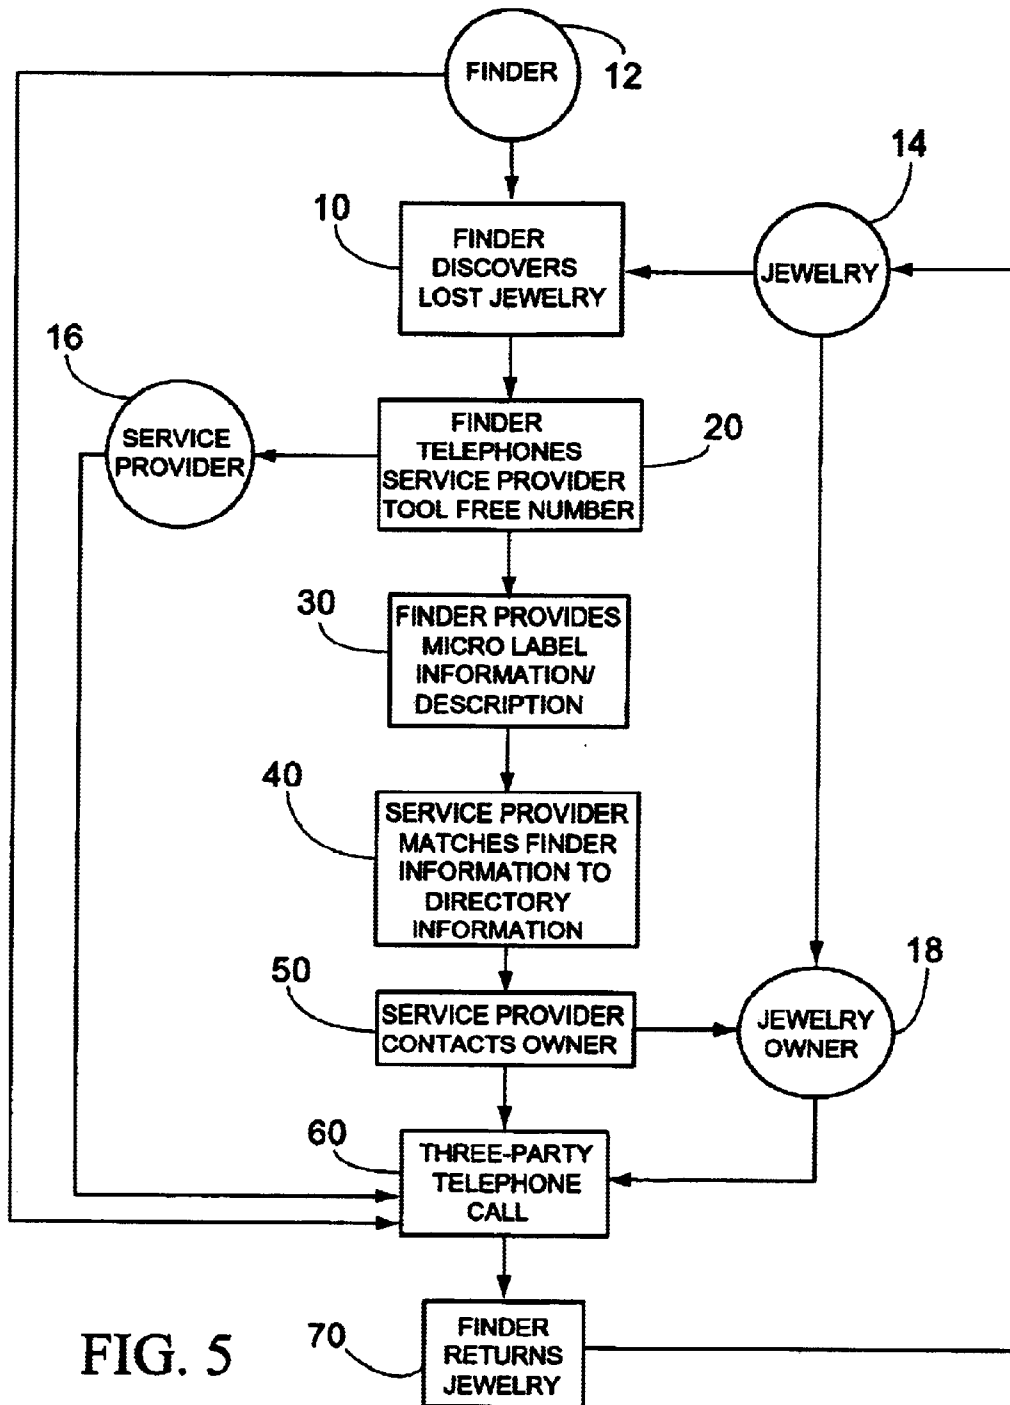 FINDER
12
14
10
FINDER
DISCOVERS
LOST JEWELRY
JEWELRY
16
SERVICE
PROVIDER
FINDER
TELEPHONES
SERVICE PROVIDER
TOOL FREE NUMBER
20
30
FINDER PROVIDES
MICRO LABEL
INFORMATION/
DESCRIPTION
40
SERVICE PROVIDER
MATCHES FINDER
INFORMATION TO
DIRECTORY
INFORMATION
18
50
SERVICE PROVIDER
CONTACTS OWNER
JEWELRY
OWNER
60
THREE-PARTY
TELEPHONE
CALL
70
FINDER
RETURNS
JEWELRY
FIG. 5